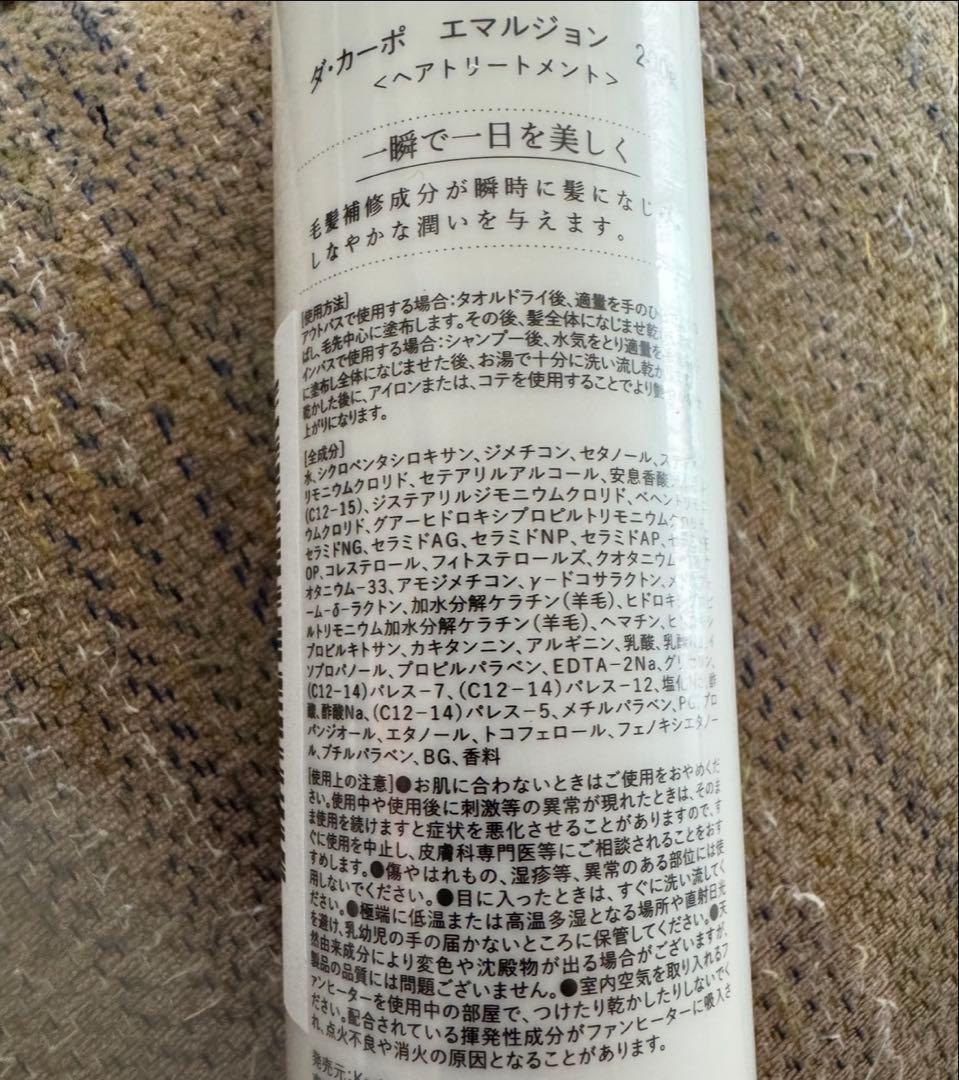 ダ・カーポ エマルジョン
<ヘアトリートメント>
一瞬で一日を美しく
毛髪補修成分が瞬時に髪になじ
しなやかな潤いを与えます。
[使用方法]
アウトバスで使用する場合:タオルドライ後、適量を手のひ
ばし、毛先中心に塗布します。その後、髪全体になじませ乾
インバスで使用する場合:シャンプー後、水気をとり適量を
に塗布し全体になじませた後、お湯で十分に洗い流し乾か
乾かした後に、アイロンまたは、コテを使用することでより艶
上がりになります。
[全成分]
水、シクロペンタシロキサン、ジメチコン、セタノール、ステア
リモニウムクロリド、セテアリルアルコール、安息香酸
(C12-15)、ジステアリルジモニウムクロリド、ベヘントリモニ
ウムクロリド、グアーヒドロキシプロピルトリモニウムクロリド、
セラミドNG、セラミドAG、セラミドNP、セラミドAP、セラミドE
OP、コレステロール、フィトステロールズ、クオタニウム
オタニウム-33、アモジメチコン、γ-ドコサラクトン、メ
ーム-δ-ラクトン、加水分解ケラチン(羊毛)、ヒドロキ
ルトリモニウム加水分解ケラチン(羊毛)、ヘマチン、ヒドロキシ
プロピルキトサン、カキタンニン、アルギニン、乳酸、乳酸Na、イ
ソプロパノール、プロピルパラベン、EDTA-2Na、グリセリン、
(C12-14)パレス-7、(C12-14)パレス-12、塩化Na、酢
酸、酢酸Na、(C12-14)パレス-5、メチルパラベン、PG、プロ
パンジオール、エタノール、トコフェロール、フェノキシエタノー
ル、ブチルパラベン、BG、香料
[使用上の注意]●お肌に合わないときはご使用をおやめくだ
さい。使用中や使用後に刺激等の異常が現れたときは、そのま
ま使用を続けますと症状を悪化させることがありますので、す
ぐに使用を中止し、皮膚科専門医等にご相談されることをおす
すめします。●傷やはれもの、湿疹等、異常のある部位には使
用しないでください。●目に入ったときは、すぐに洗い流してく
ださい。●極端に低温または高温多湿となる場所や直射日光
を避け、乳幼児の手の届かないところに保管してください。●天
然由来成分により変色や沈殿物が出る場合がございますが、
製品の品質には問題ございません。●室内空気を取り入れるフ
ァンヒーターを使用中の部屋で、つけたり乾かしたりしないでく
ださい。配合されている揮発性成分がファンヒーターに吸入さ
れ、点火不良や消火の原因となることがあります。
発売元: